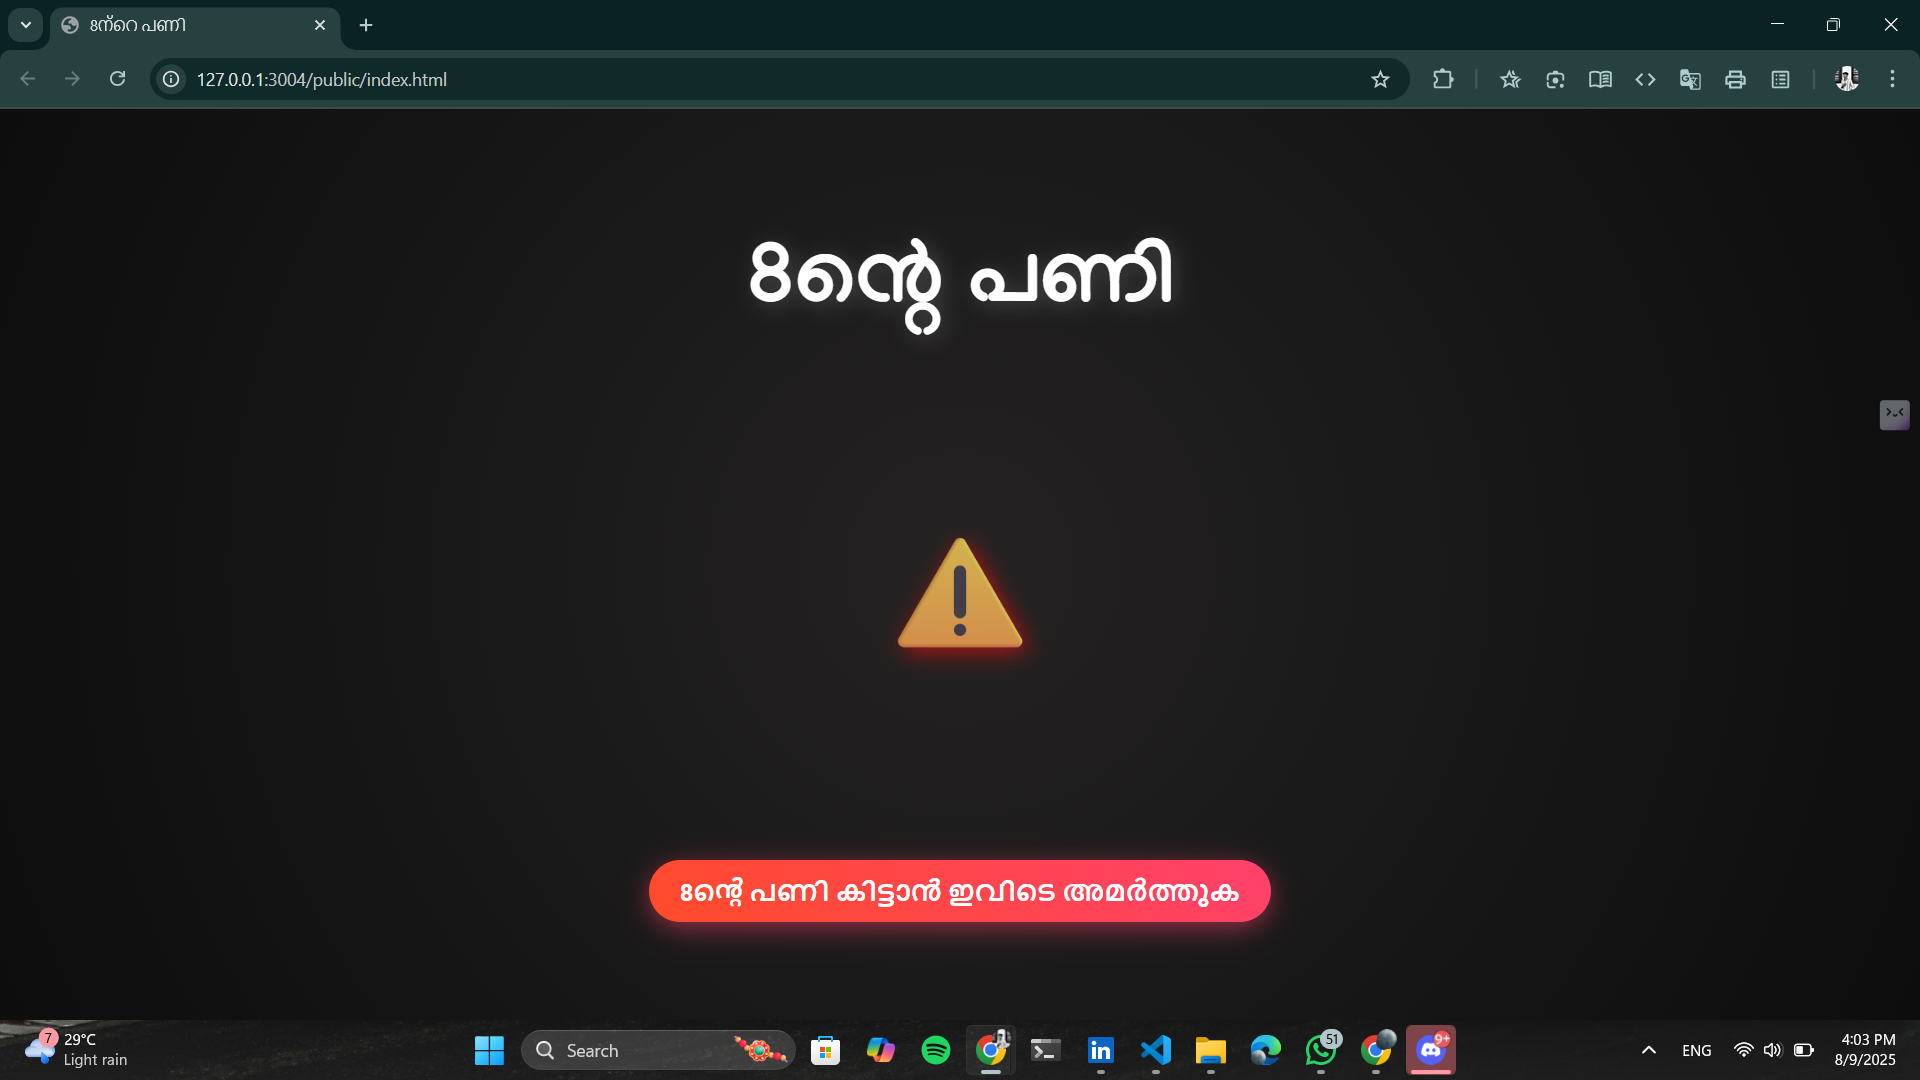 8ന്റെ പണി
127.0.0.1:3004/public/index.html
8ന്റെ പണി
8ന്റെ പണി കിട്ടാൻ ഇവിടെ അമർത്തുക
7
29°C
Light rain
Search
51
9+
ENG
4:03 PM
8/9/2025